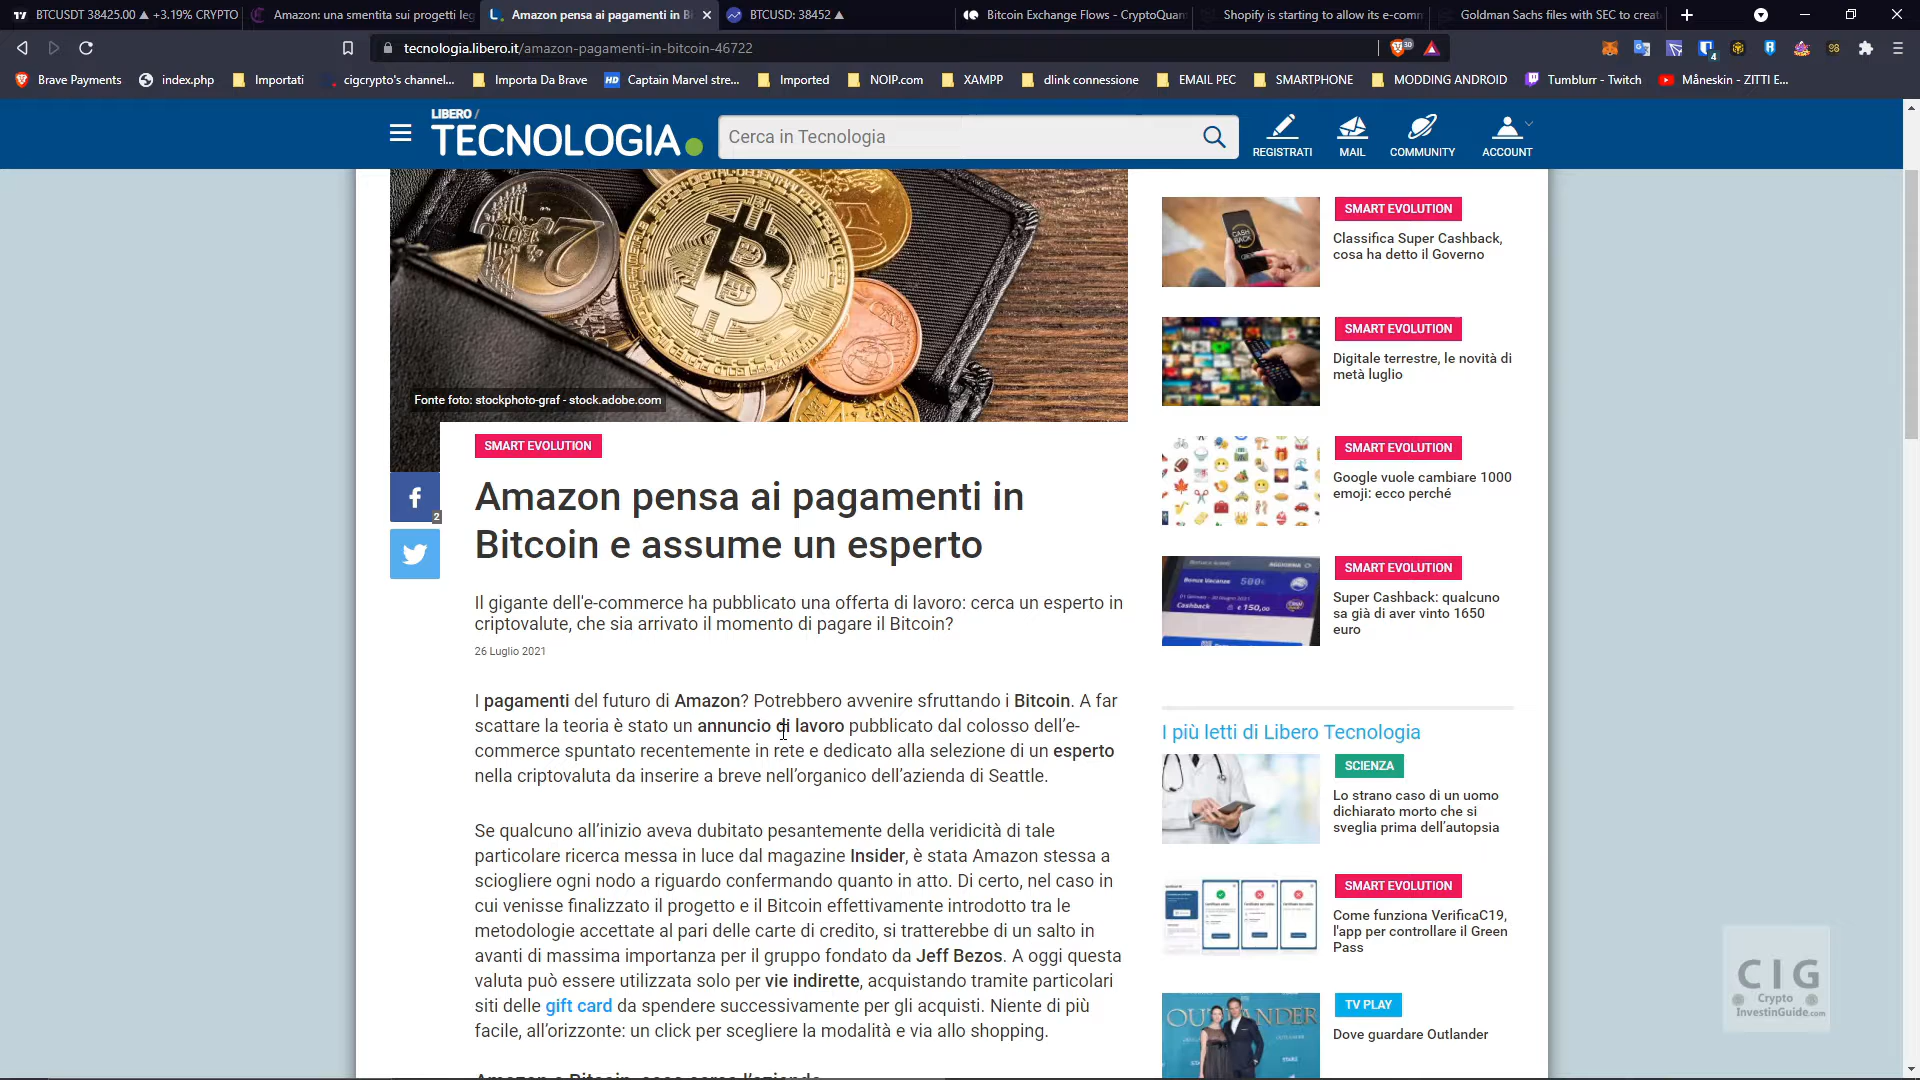 BTCUSDT 38425.00 ▲ +3.19% CRYPTO
Amazon: una smentita sui progetti leg
Amazon pensa ai pagamenti in B
BTCUSD: 38452 ▲
Bitcoin Exchange Flows - CryptoQuan
Shopify is starting to allow its e-comm
Goldman Sachs files with SEC to creat
tecnologia.libero.it/amazon-pagamenti-in-bitcoin-46722
Brave Payments
index.php
Importati
cigcrypto's channel...
Importa Da Brave
HD
Captain Marvel stre...
Imported
NOIP.com
XAMPP
dlink connessione
EMAIL PEC
SMARTPHONE
MODDING ANDROID
Tumblurr - Twitch
Måneskin - ZITTI E...
LIBERO /
TECNOLOGIA
Cerca in Tecnologia
REGISTRATI
MAIL
COMMUNITY
ACCOUNT
Fonte foto: stockphoto-graf - stock.adobe.com
SMART EVOLUTION
Amazon pensa ai pagamenti in
Bitcoin e assume un esperto
2
Il gigante dell'e-commerce ha pubblicato una offerta di lavoro: cerca un esperto in
criptovalute, che sia arrivato il momento di pagare il Bitcoin?
26 Luglio 2021
I pagamenti del futuro di Amazon? Potrebbero avvenire sfruttando i Bitcoin. A far
scattare la teoria è stato un annuncio di lavoro pubblicato dal colosso dell'e-
commerce spuntato recentemente in rete e dedicato alla selezione di un esperto
nella criptovaluta da inserire a breve nell'organico dell'azienda di Seattle.
Se qualcuno all'inizio aveva dubitato pesantemente della veridicità di tale
particolare ricerca messa in luce dal magazine Insider, è stata Amazon stessa a
sciogliere ogni nodo a riguardo confermando quanto in atto. Di certo, nel caso in
cui venisse finalizzato il progetto e il Bitcoin effettivamente introdotto tra le
metodologie accettate al pari delle carte di credito, si tratterebbe di un salto in
avanti di massima importanza per il gruppo fondato da Jeff Bezos. A oggi questa
valuta può essere utilizzata solo per vie indirette, acquistando tramite particolari
siti delle gift card da spendere successivamente per gli acquisti. Niente di più
facile, all'orizzonte: un click per scegliere la modalità e via allo shopping.
SMART EVOLUTION
Classifica Super Cashback,
cosa ha detto il Governo
SMART EVOLUTION
Digitale terrestre, le novità di
metà luglio
SMART EVOLUTION
Google vuole cambiare 1000
emoji: ecco perché
SMART EVOLUTION
Super Cashback: qualcuno
sa già di aver vinto 1650
euro
I più letti di Libero Tecnologia
SCIENZA
Lo strano caso di un uomo
dichiarato morto che si
sveglia prima dell'autopsia
SMART EVOLUTION
Come funziona VerificaC19,
l'app per controllare il Green
Pass
TV PLAY
Dove guardare Outlander
OUTLANDER
CIG
Crypto
InvestinGuide.com